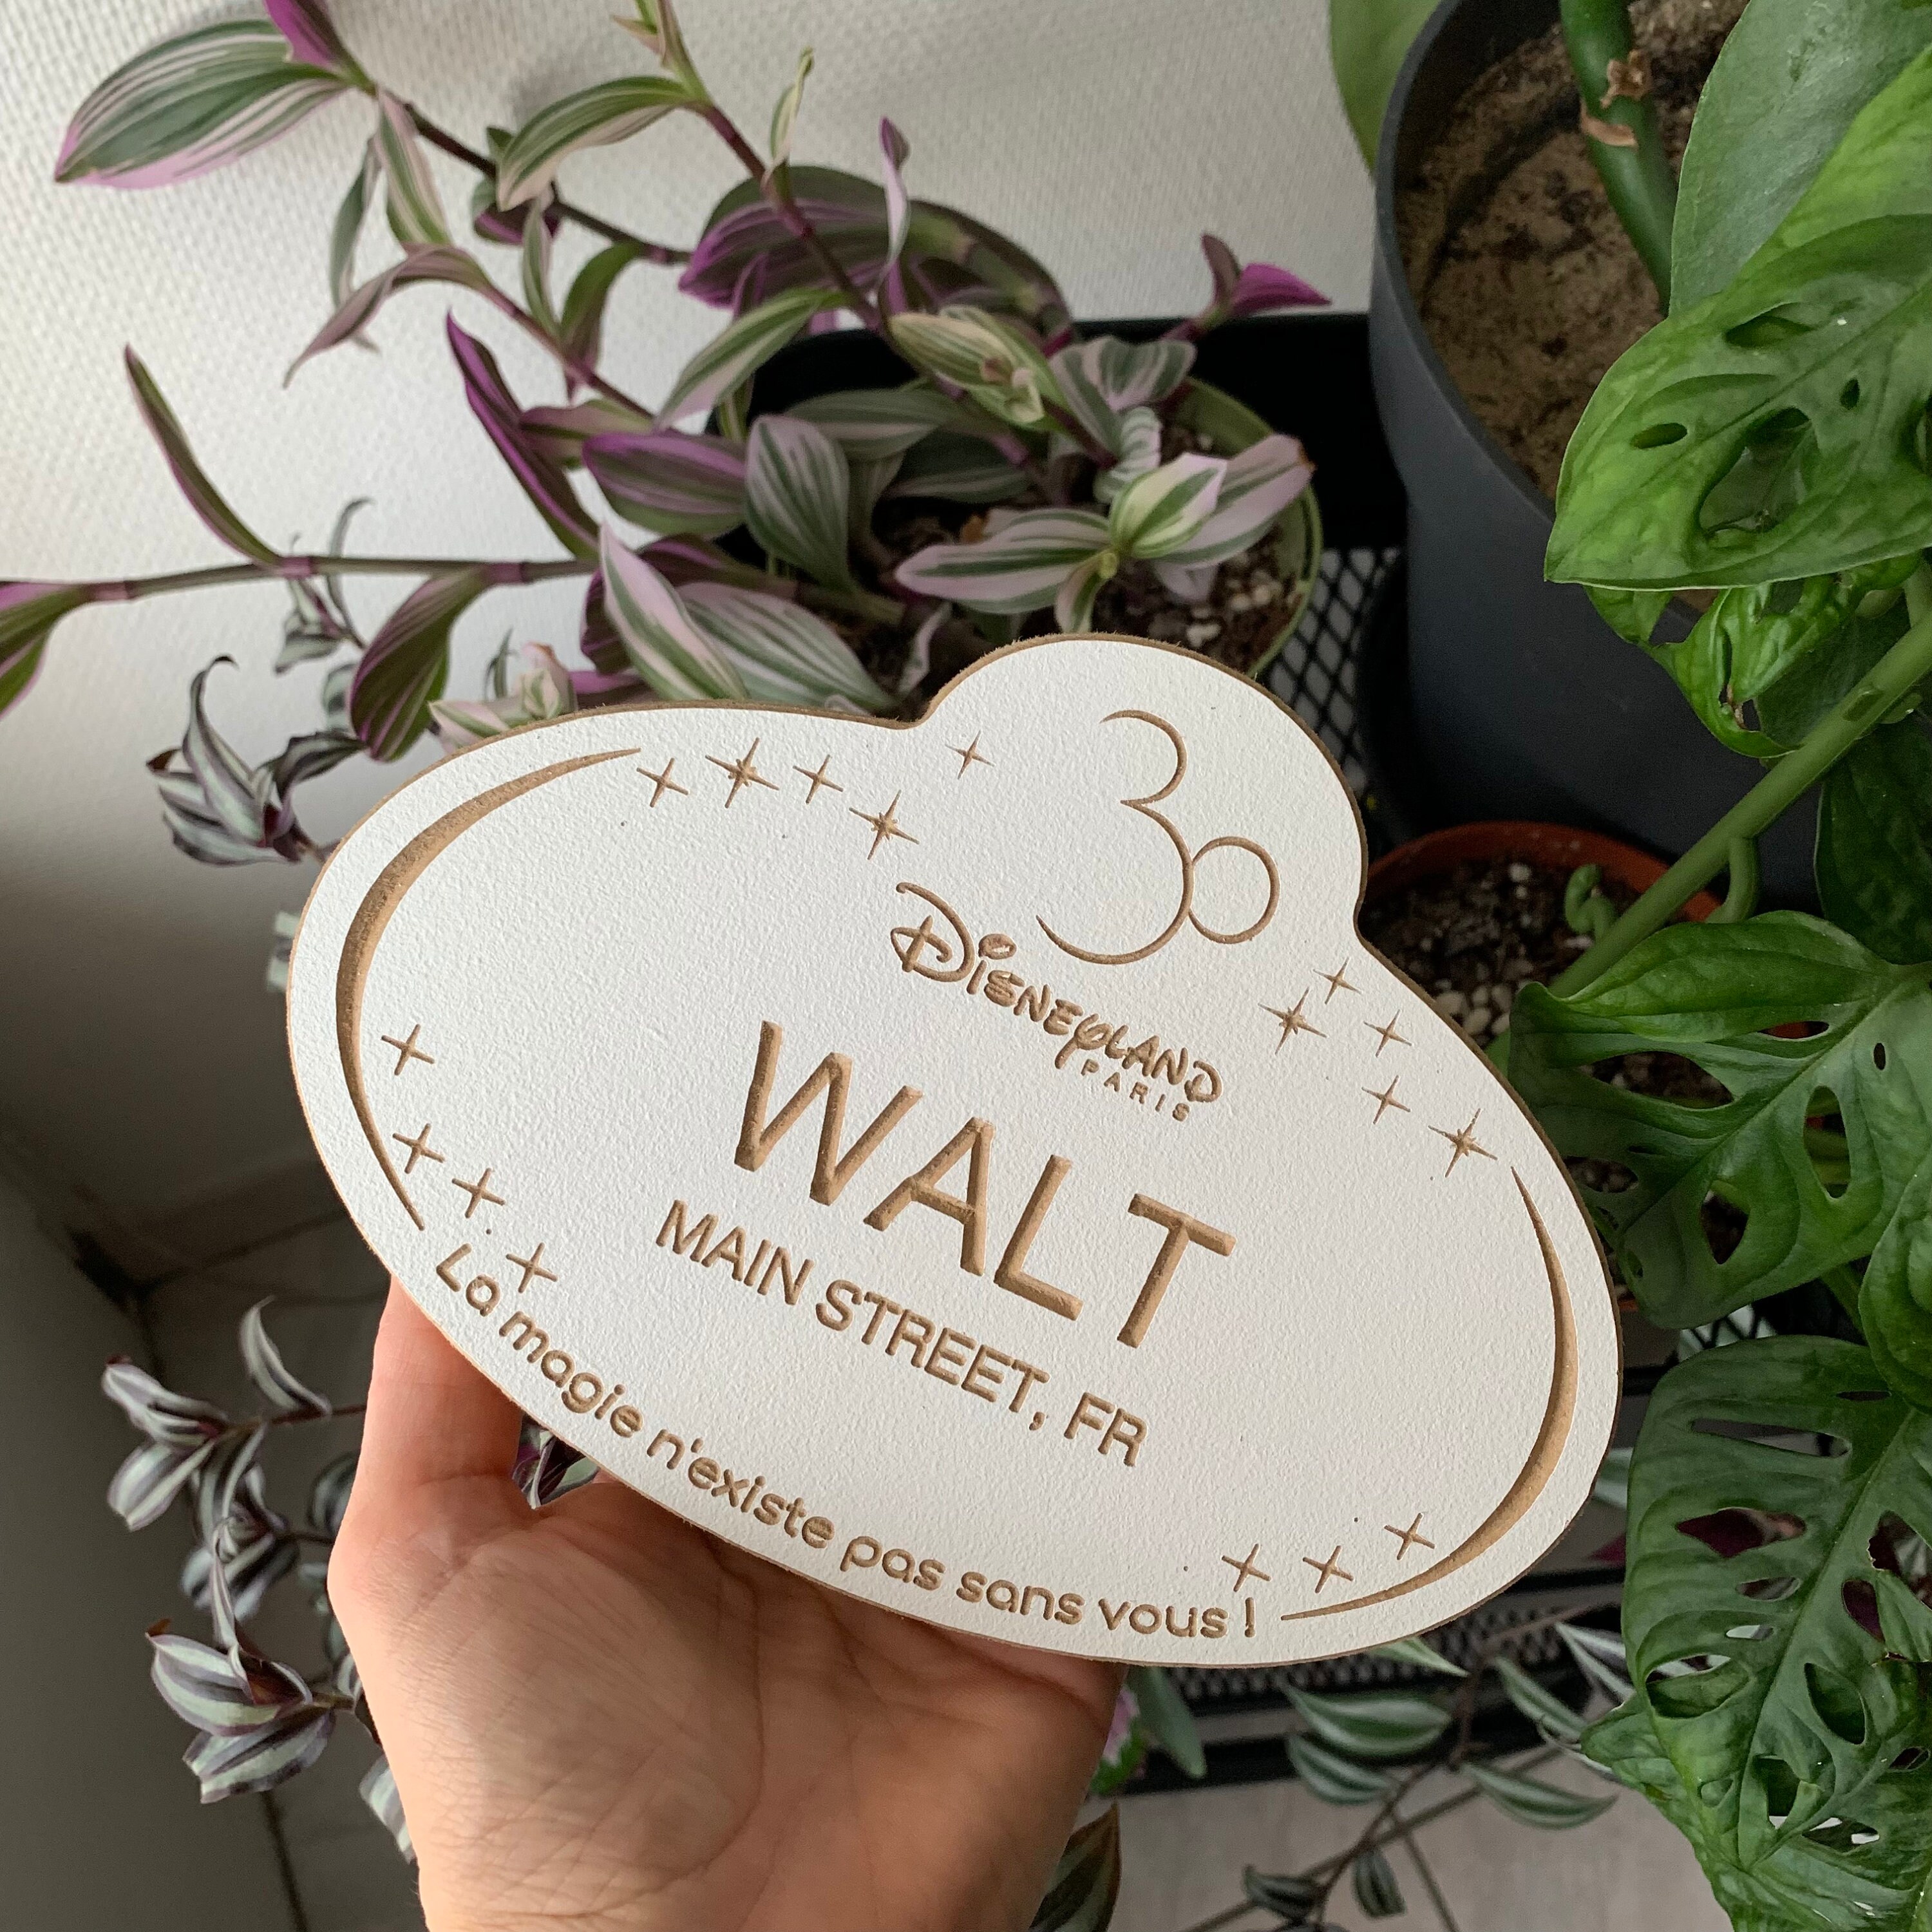 30
DISNEYLAND
PARIS
WALT
MAIN STREET, FR
La magie n'existe pas sans vous !